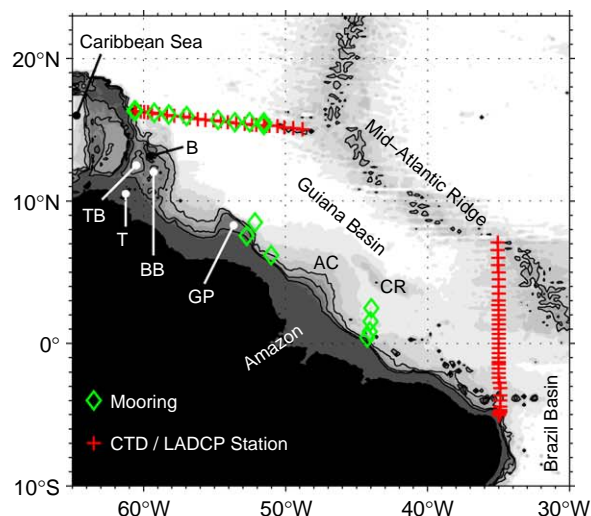 20°N
Caribbean Sea
B
Mid–Atlantic Ridge
10°N
Guiana Basin
TB
T
BB
GP
AC
CR
Amazon
0°
Mooring
CTD / LADCP Station
Brazil Basin
10°S
60°W
50°W
40°W
30°W